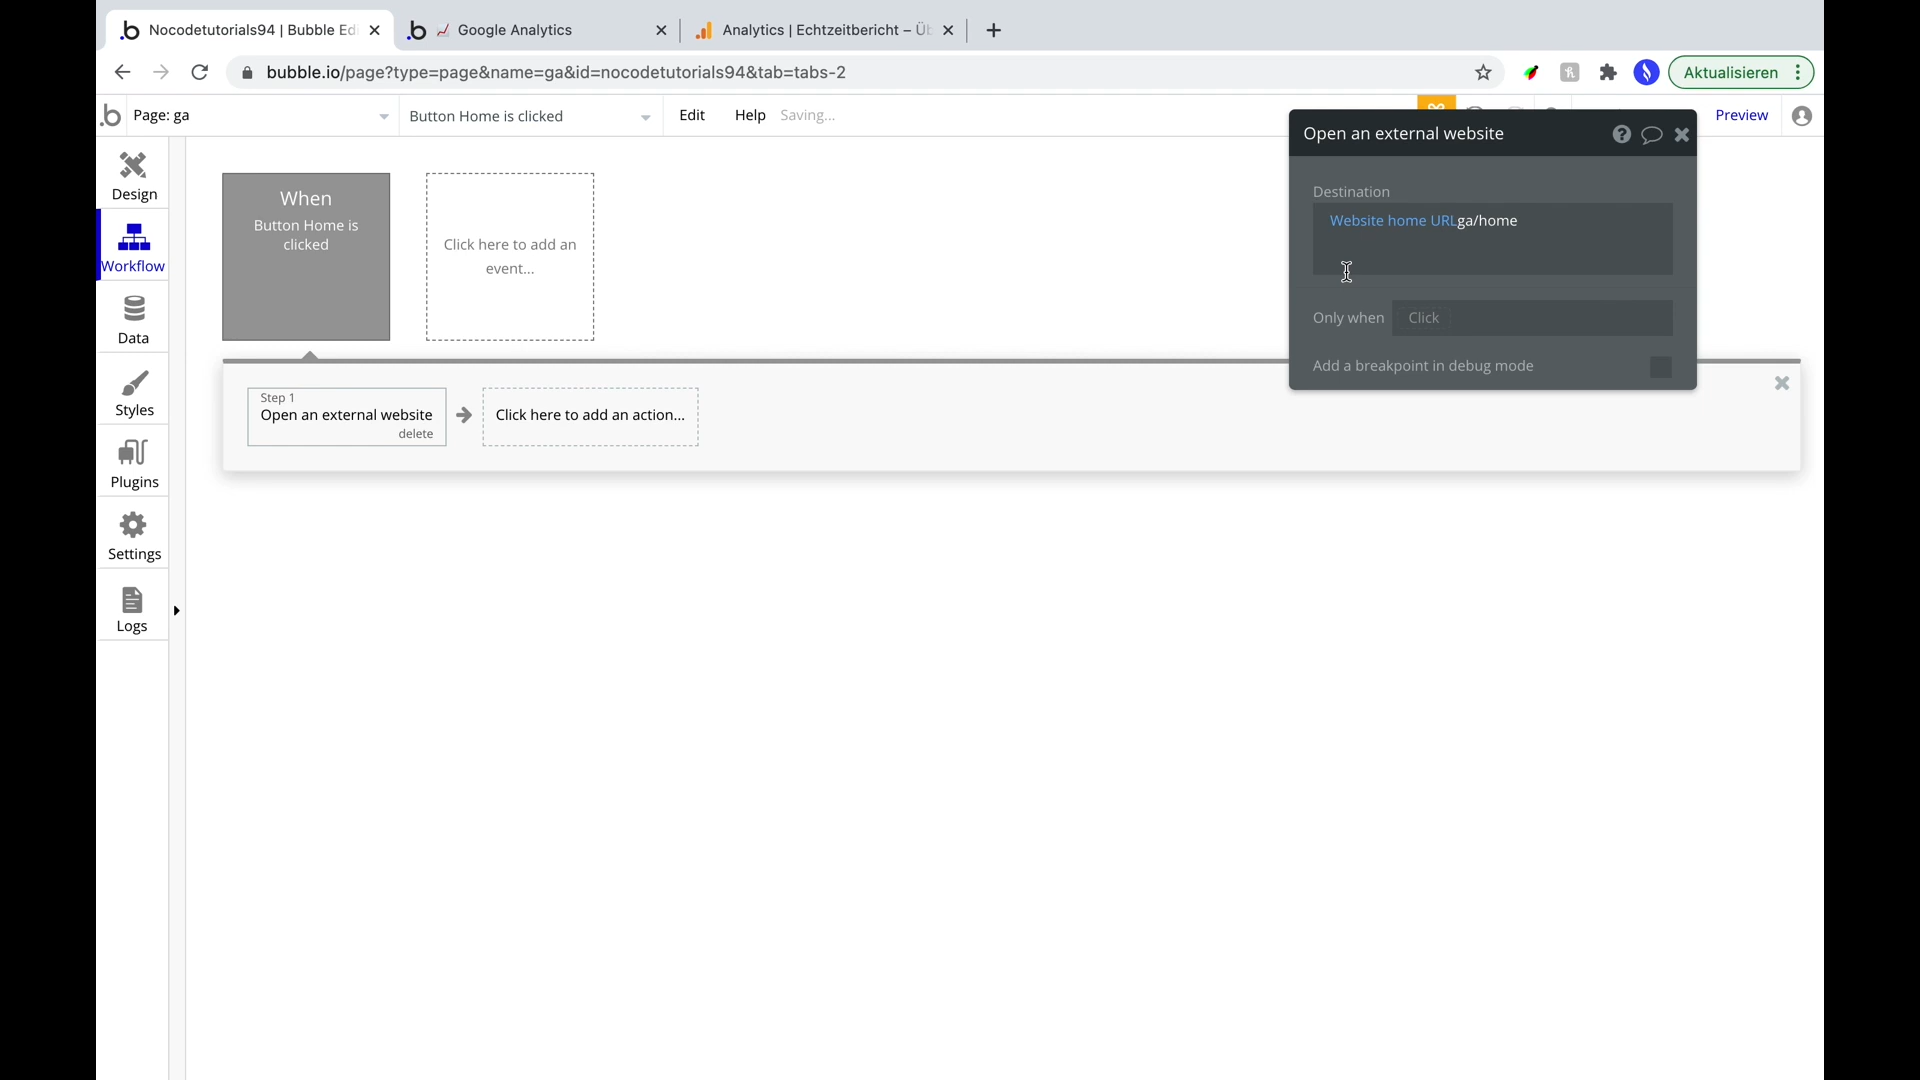 Nocodetutorials94 | Bubble Ed
Google Analytics
Analytics | Echtzeitbericht – Üb
bubble.io/page?type=page&name=ga&id=nocodetutorials94&tab=tabs-2
Aktualisieren
Page: ga
Button Home is clicked
Edit
Help
Saving...
Preview
Design
Workflow
Data
Styles
Plugins
Settings
Logs
When
Button Home is
clicked
Click here to add an
event...
Step 1
Open an external website
delete
Click here to add an action...
Open an external website
Destination
Website home URLga/home
Only when
Click
Add a breakpoint in debug mode